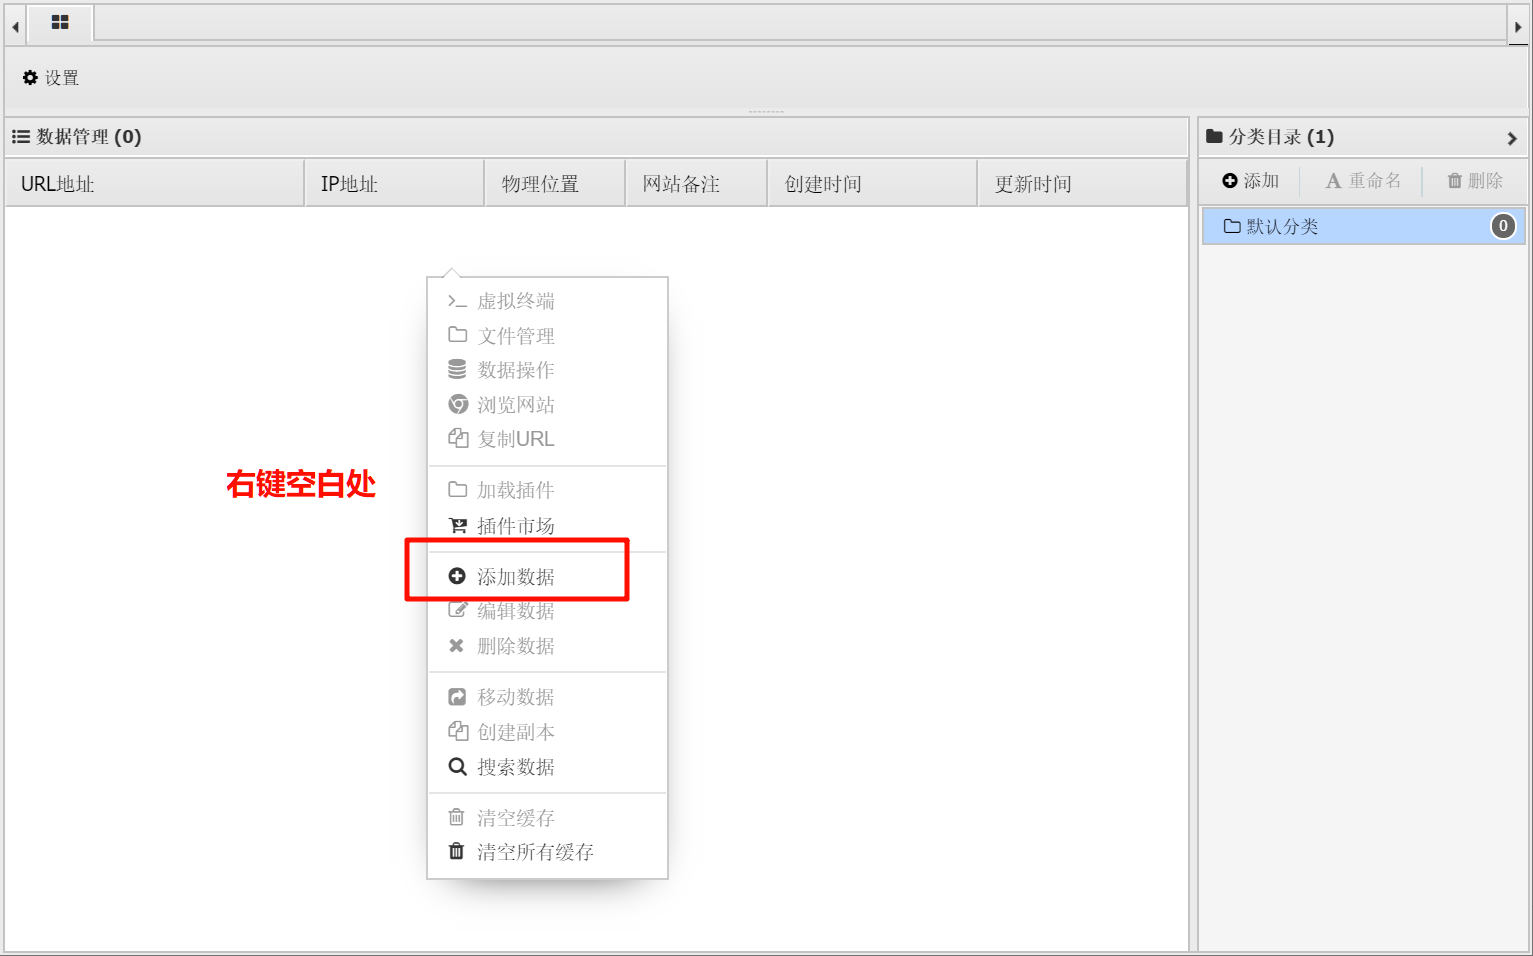 设置
数据管理 (0)
URL地址 IP地址 物理位置 网站备注 创建时间 更新时间
分类目录 (1)
添加 重命名 删除
默认分类 0
虚拟终端
文件管理
数据操作
浏览网站
复制URL
加载插件
插件市场
添加数据
编辑数据
删除数据
移动数据
创建副本
搜索数据
清空缓存
清空所有缓存
右键空白处